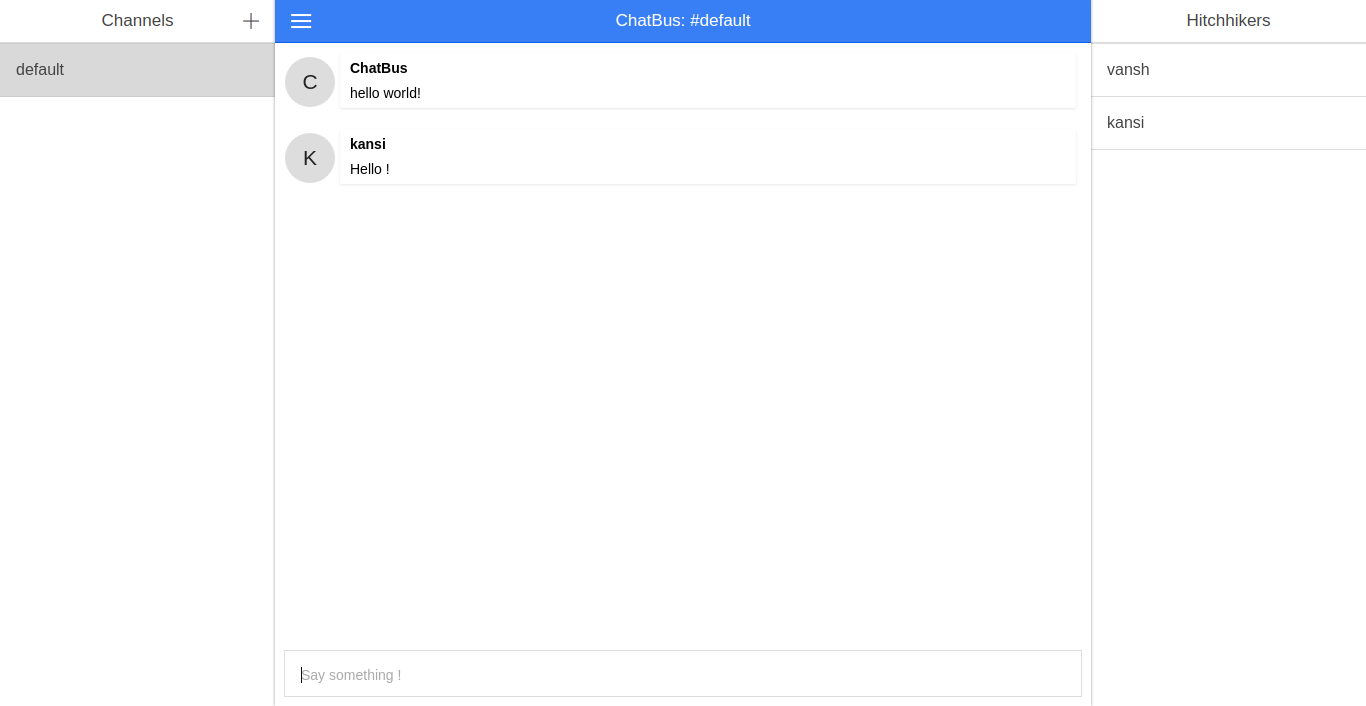 Channels
ChatBus: #default
Hitchhikers
default
C
ChatBus
hello world!
K
kansi
Hello !
Say something !
vansh
kansi